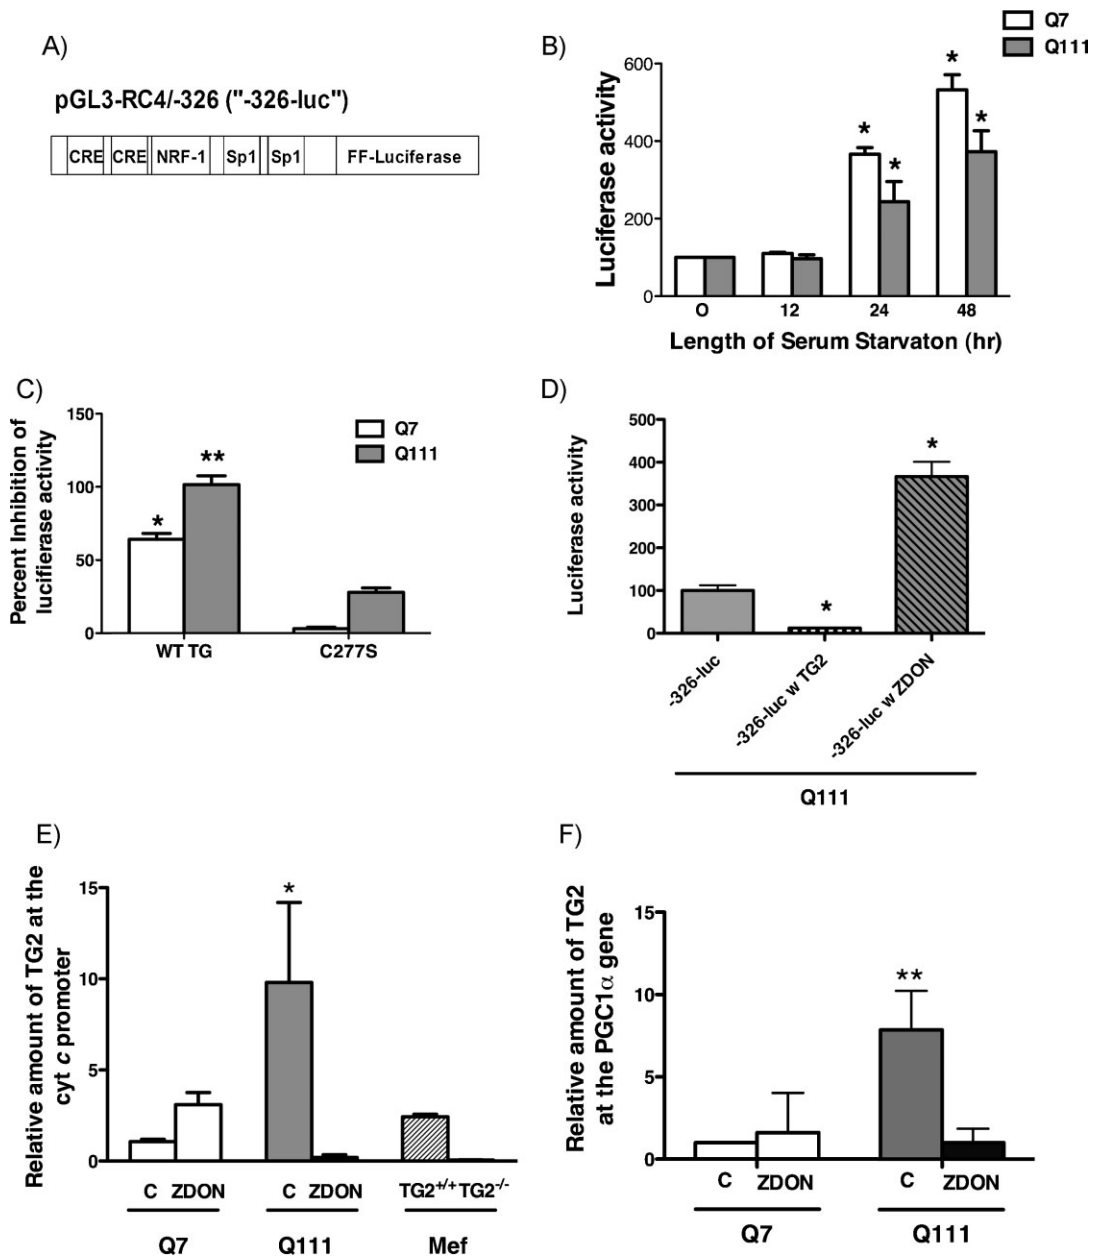 A)
pGL3-RC4/-326 ("-326-luc")
CRE CRE NRF-1 Sp1 Sp1 FF-Luciferase
B)
Q7
Q111
Luciferase activity
600
400
200
0
* * * *
O 12 24 48
Length of Serum Starvaton (hr)
C)
Percent Inhibition of
lucifierase activity
150
100
50
0
Q7
Q111
* **
WT TG C277S
D)
Luciferase activity
500
400
300
200
100
0
* *
-326-luc
-326-luc w TG2
-326-luc w ZDON
Q111
E)
Relative amount of TG2 at the
cyt c promoter
15
10
5
0
*
C ZDON C ZDON TG2+/+ TG2-/-
Q7 Q111 Mef
F)
Relative amount of TG2
at the PGC1α gene
15
10
5
0
**
C ZDON C ZDON
Q7 Q111